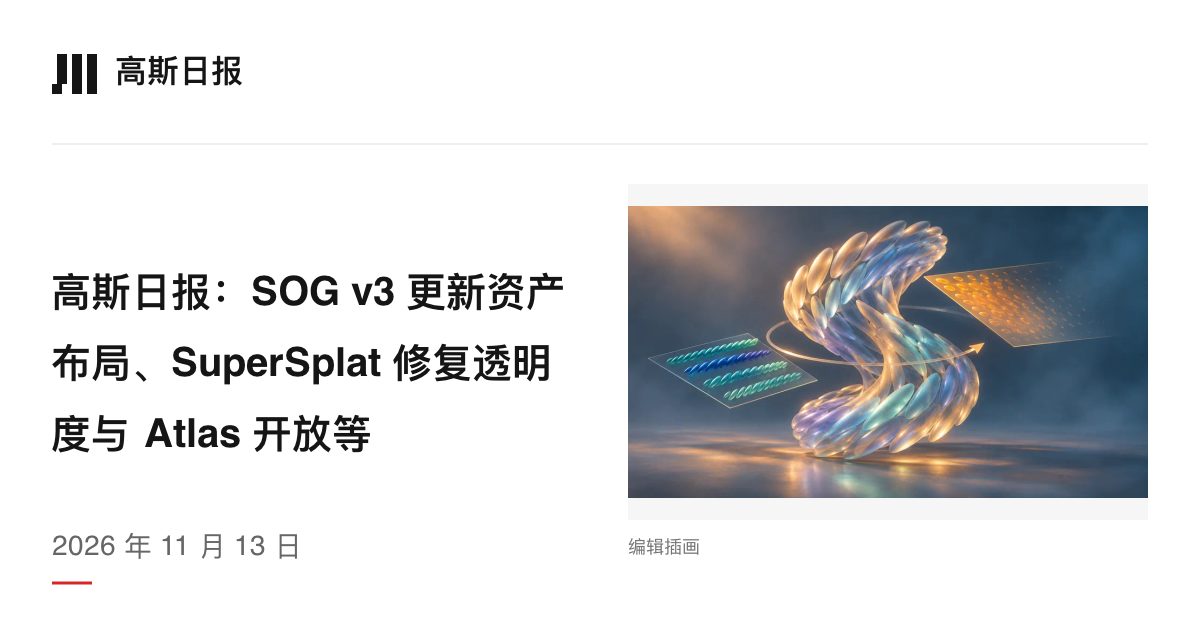 高斯日报
高斯日报：SOG v3 更新资产
布局、SuperSplat 修复透明
度与 Atlas 开放等
2026 年 11 月 13 日
编辑插画